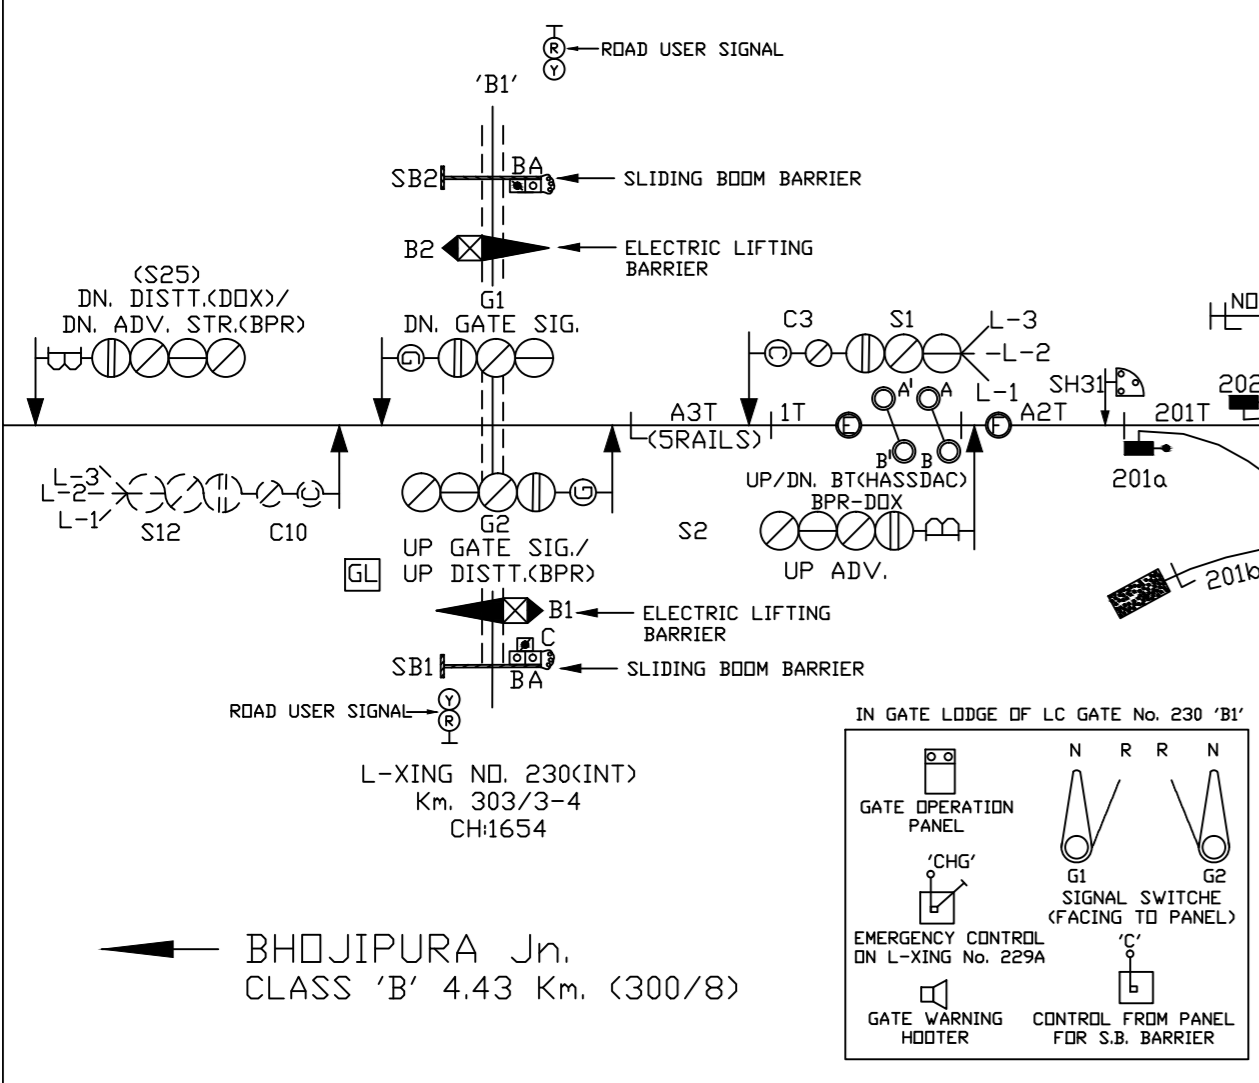 R
ROAD USER SIGNAL
Y
'B1'
SB2
BA
SLIDING BOOM BARRIER
B2
ELECTRIC LIFTING
BARRIER
(S25)
DN. DISTT.(DOX)/
DN. ADV. STR.(BPR)
G1
DN. GATE SIG.
C3
S1
L-3
L-2
L-1
NO
B
G
C
SH31
202
A'
A
A3T
(5RAILS)
1T
E
E
A2T
201T
B'
B
201a
UP/DN. BT(HASSDAC)
BPR-DOX
L-3
L-2
L-1
C
S12
C10
G
G2
UP GATE SIG./
UP DISTT.(BPR)
GL
S2
B
UP ADV.
201b
B1
ELECTRIC LIFTING
BARRIER
C
SB1
BA
SLIDING BOOM BARRIER
ROAD USER SIGNAL
Y
R
L-XING NO. 230(INT)
Km. 303/3-4
CH:1654
IN GATE LODGE OF LC GATE No. 230 'B1'
N R R N
GATE OPERATION
PANEL
G1 G2
SIGNAL SWITCHE
(FACING TO PANEL)
'CHG'
EMERGENCY CONTROL
ON L-XING No. 229A
'C'
GATE WARNING
HOOTER
CONTROL FROM PANEL
FOR S.B. BARRIER
BHOJIPURA Jn.
CLASS 'B' 4.43 Km. (300/8)